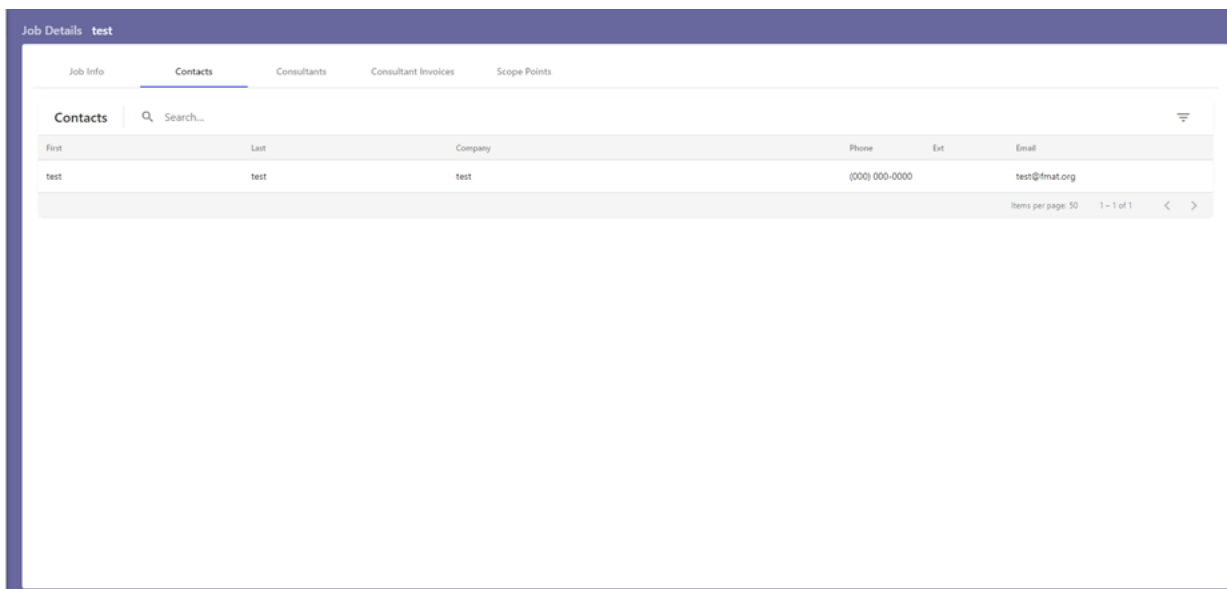 Job Details test
Job Info Contacts Consultants Consultant Invoices Scope Points
Contacts Search...
First Last Company Phone Ext Email
test test test (000) 000-0000 test@fmat.org
Items per page: 50 1 – 1 of 1